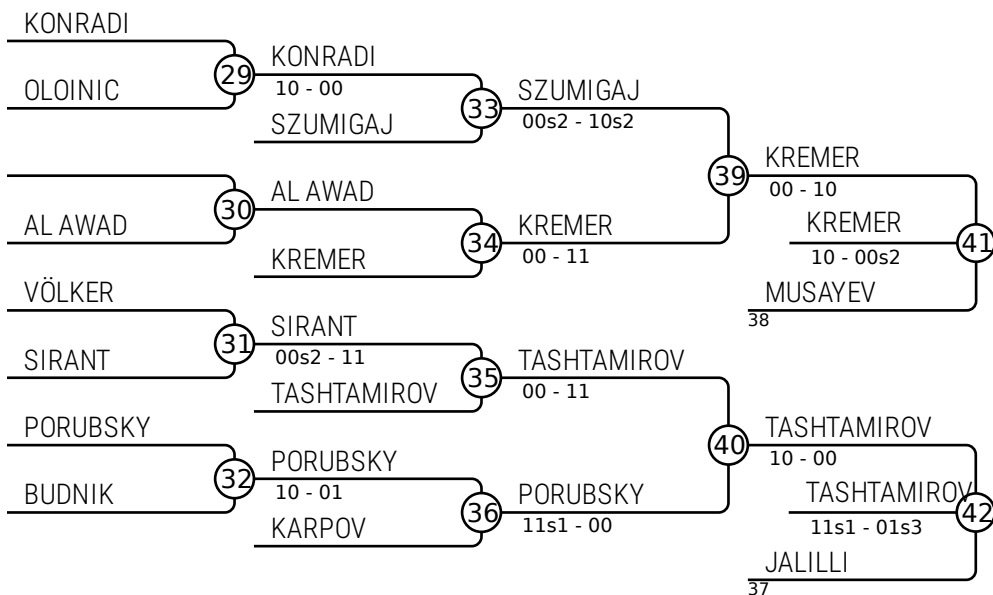 KONRADI
OLOINIC
29
KONRADI
10 - 00
SZUMIGAJ
33
SZUMIGAJ
00s2 - 10s2
AL AWAD
30
AL AWAD
KREMER
34
KREMER
00 - 11
39
KREMER
00 - 10
KREMER
10 - 00s2
41
MUSAYEV
38
VÖLKER
SIRANT
31
SIRANT
00s2 - 11
TASHTAMIROV
35
TASHTAMIROV
00 - 11
PORUBSKY
BUDNIK
32
PORUBSKY
10 - 01
KARPOV
36
PORUBSKY
11s1 - 00
40
TASHTAMIROV
10 - 00
TASHTAMIROV
11s1 - 01s3
42
JALILLI
37